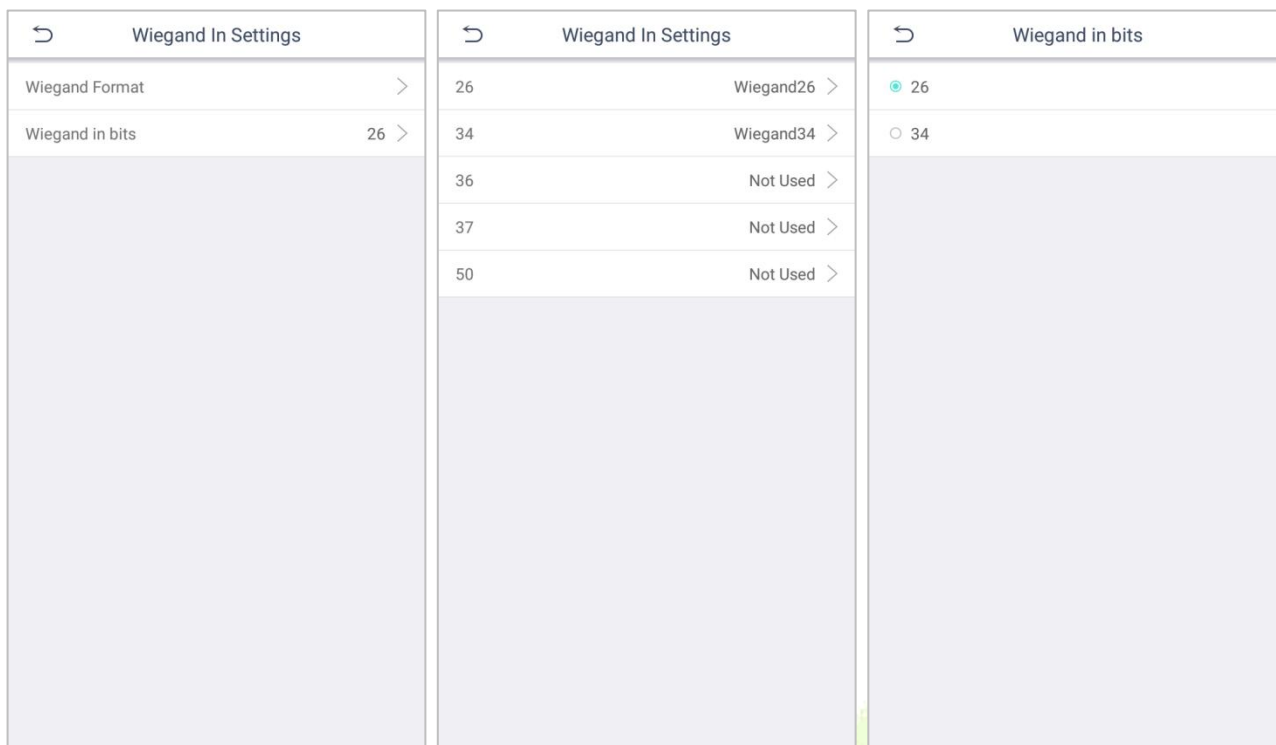 Wiegand In Settings
Wiegand Format
Wiegand in bits 26
Wiegand In Settings
26 Wiegand26
34 Wiegand34
36 Not Used
37 Not Used
50 Not Used
Wiegand in bits
26
34